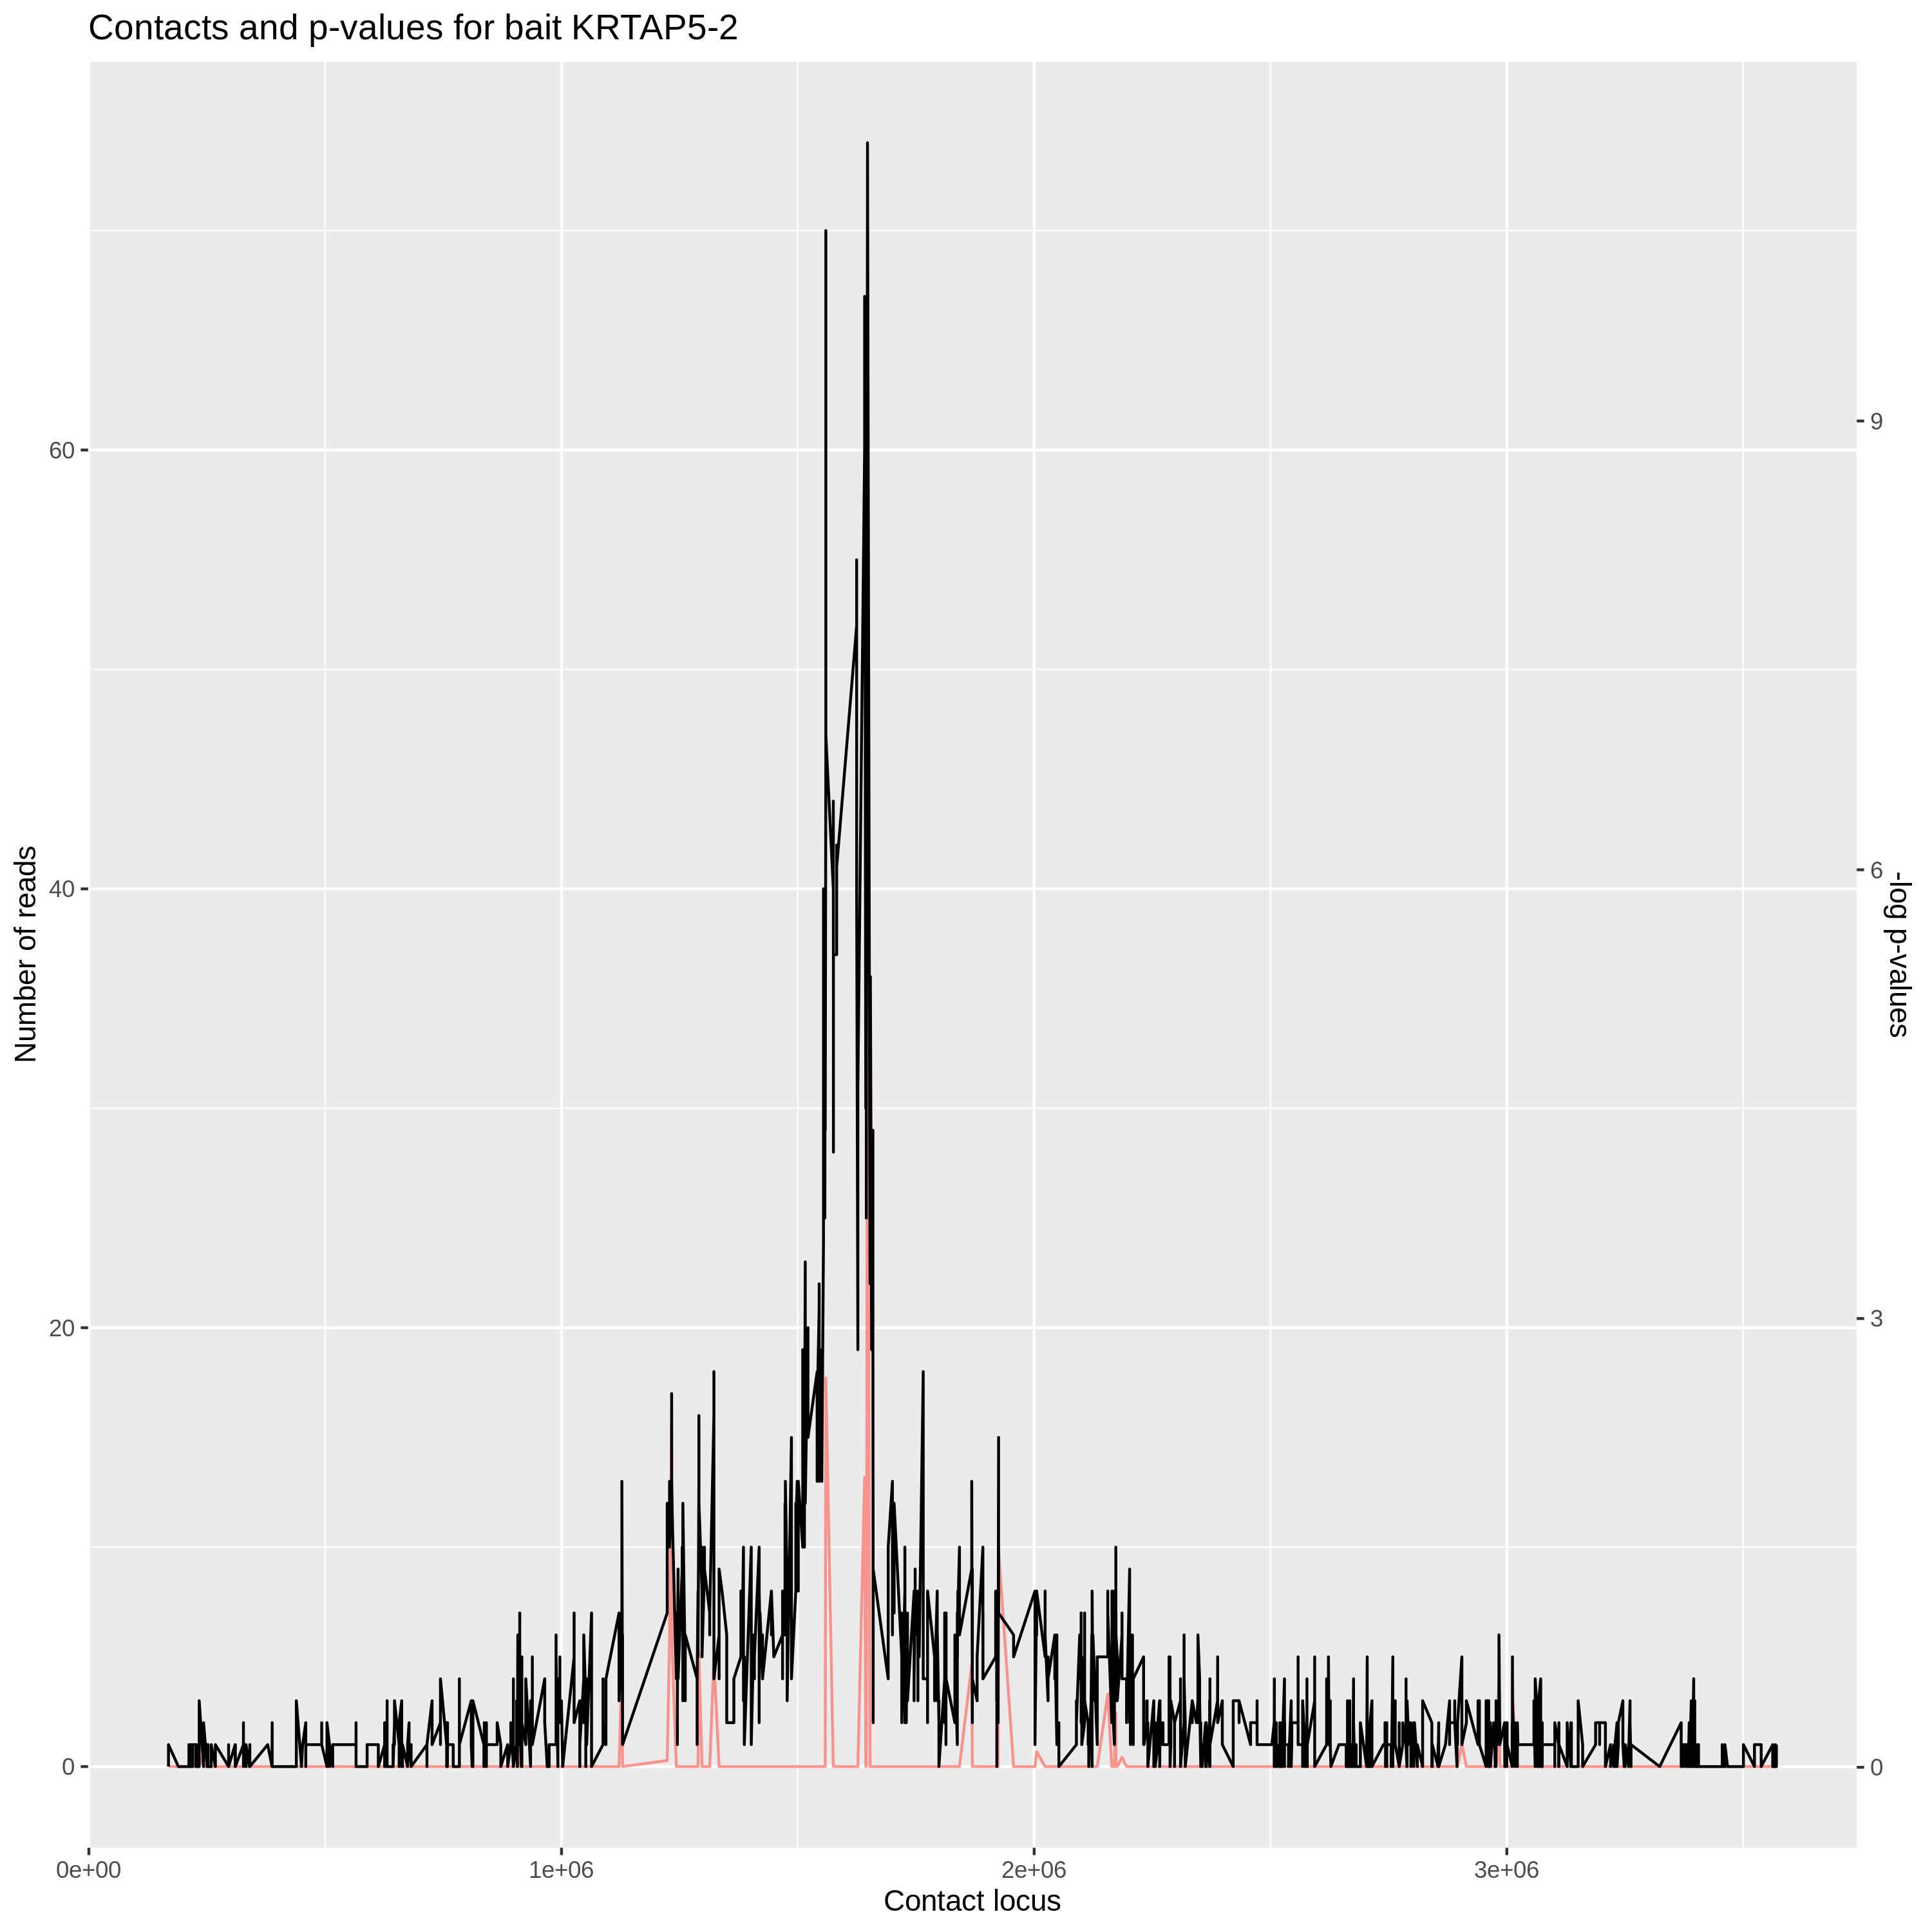 Contacts and p-values for bait KRTAP5-2
60
40
20
0
9
6
3
0
Number of reads
-log p-values
0e+00 1e+06 2e+06 3e+06
Contact locus